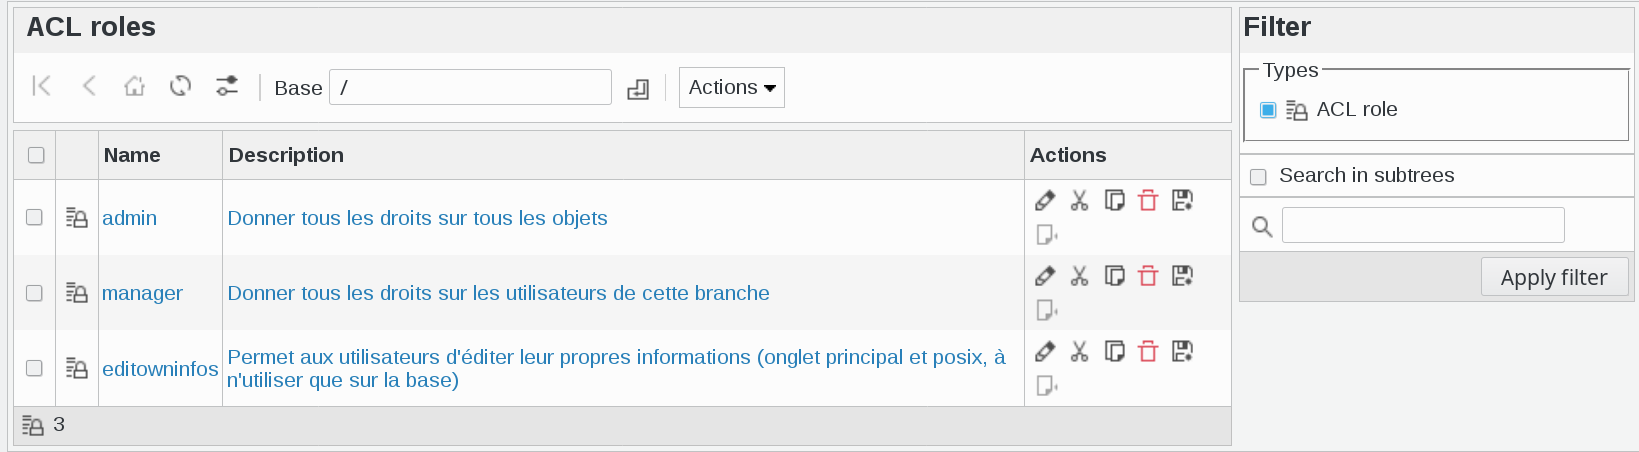 ACL roles
Base /
Actions
Name Description Actions
admin Donner tous les droits sur tous les objets
manager Donner tous les droits sur les utilisateurs de cette branche
editowninfos Permet aux utilisateurs d'éditer leur propres informations (onglet principal et posix, à
n'utiliser que sur la base)
3
Filter
Types
ACL role
Search in subtrees
Apply filter